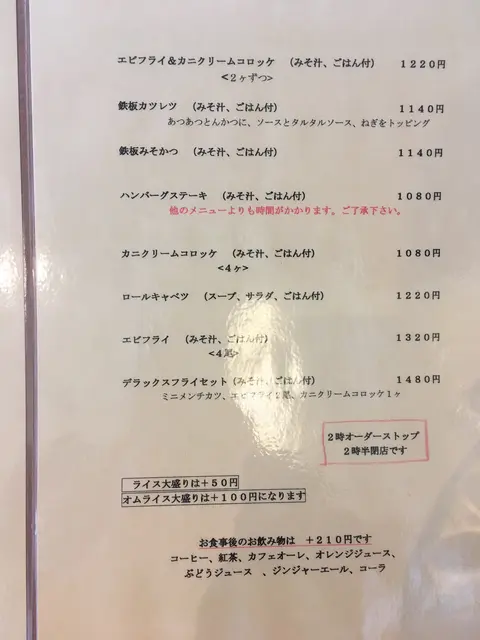 エビフライ＆カニクリームコロッケ （みそ汁、ごはん付） １２２０円
＜２ヶずつ＞
鉄板カツレツ （みそ汁、ごはん付） １１４０円
あつあつとんかつに、ソースとタルタルソース、ねぎをトッピング
鉄板みそかつ （みそ汁、ごはん付） １１４０円
ハンバーグステーキ （みそ汁、ごはん付） １０８０円
他のメニューよりも時間がかかります。ご了承下さい。
カニクリームコロッケ （みそ汁、ごはん付） １０８０円
＜４ヶ＞
ロールキャベツ （スープ、サラダ、ごはん付） １２２０円
エビフライ （みそ汁、ごはん付） １３２０円
＜４尾＞
デラックスフライセット（みそ汁、ごはん付） １４８０円
ミニメンチカツ、エビフライ２尾、カニクリームコロッケ１ヶ
２時オーダーストップ
２時半閉店です
ライス大盛りは＋５０円
オムライス大盛りは＋１００円になります
お食事後のお飲み物は ＋２１０円です
コーヒー、紅茶、カフェオーレ、オレンジジュース、
ぶどうジュース 、ジンジャーエール、コーラ